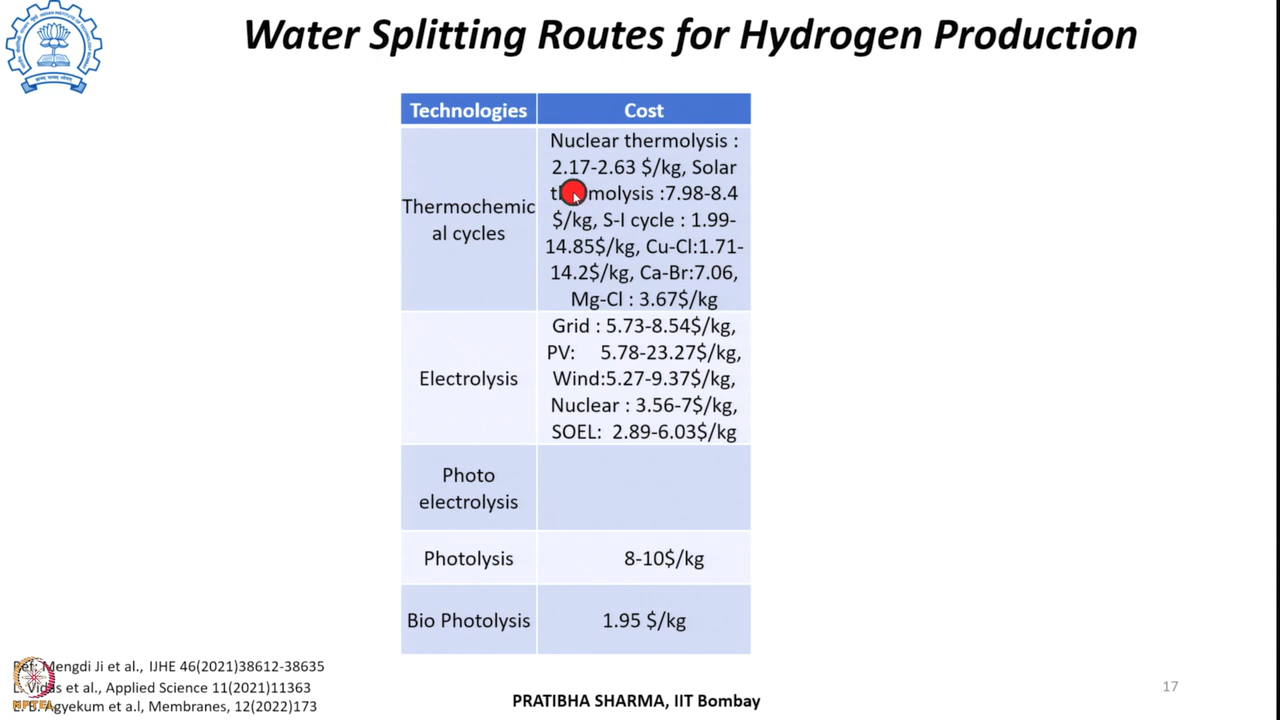 Water Splitting Routes for Hydrogen Production
Technologies
Cost
Thermochemic
al cycles
Nuclear thermolysis :
2.17-2.63 $/kg, Solar
molysis :7.98-8.4
$/kg, S-I cycle : 1.99-
14.85$/kg, Cu-Cl:1.71-
14.2$/kg, Ca-Br:7.06,
Mg-Cl : 3.67$/kg
Electrolysis
Grid : 5.73-8.54$/kg,
PV: 5.78-23.27$/kg,
Wind:5.27-9.37$/kg,
Nuclear : 3.56-7$/kg,
SOEL: 2.89-6.03$/kg
Photo
electrolysis
Photolysis
8-10$/kg
Bio Photolysis
1.95 $/kg
Ref: Mengdi Ji et al., IJHE 46(2021)38612-38635
L. Vidas et al., Applied Science 11(2021)11363
E. B. Agyekum et a.l, Membranes, 12(2022)173
NPTEL
PRATIBHA SHARMA, IIT Bombay
17